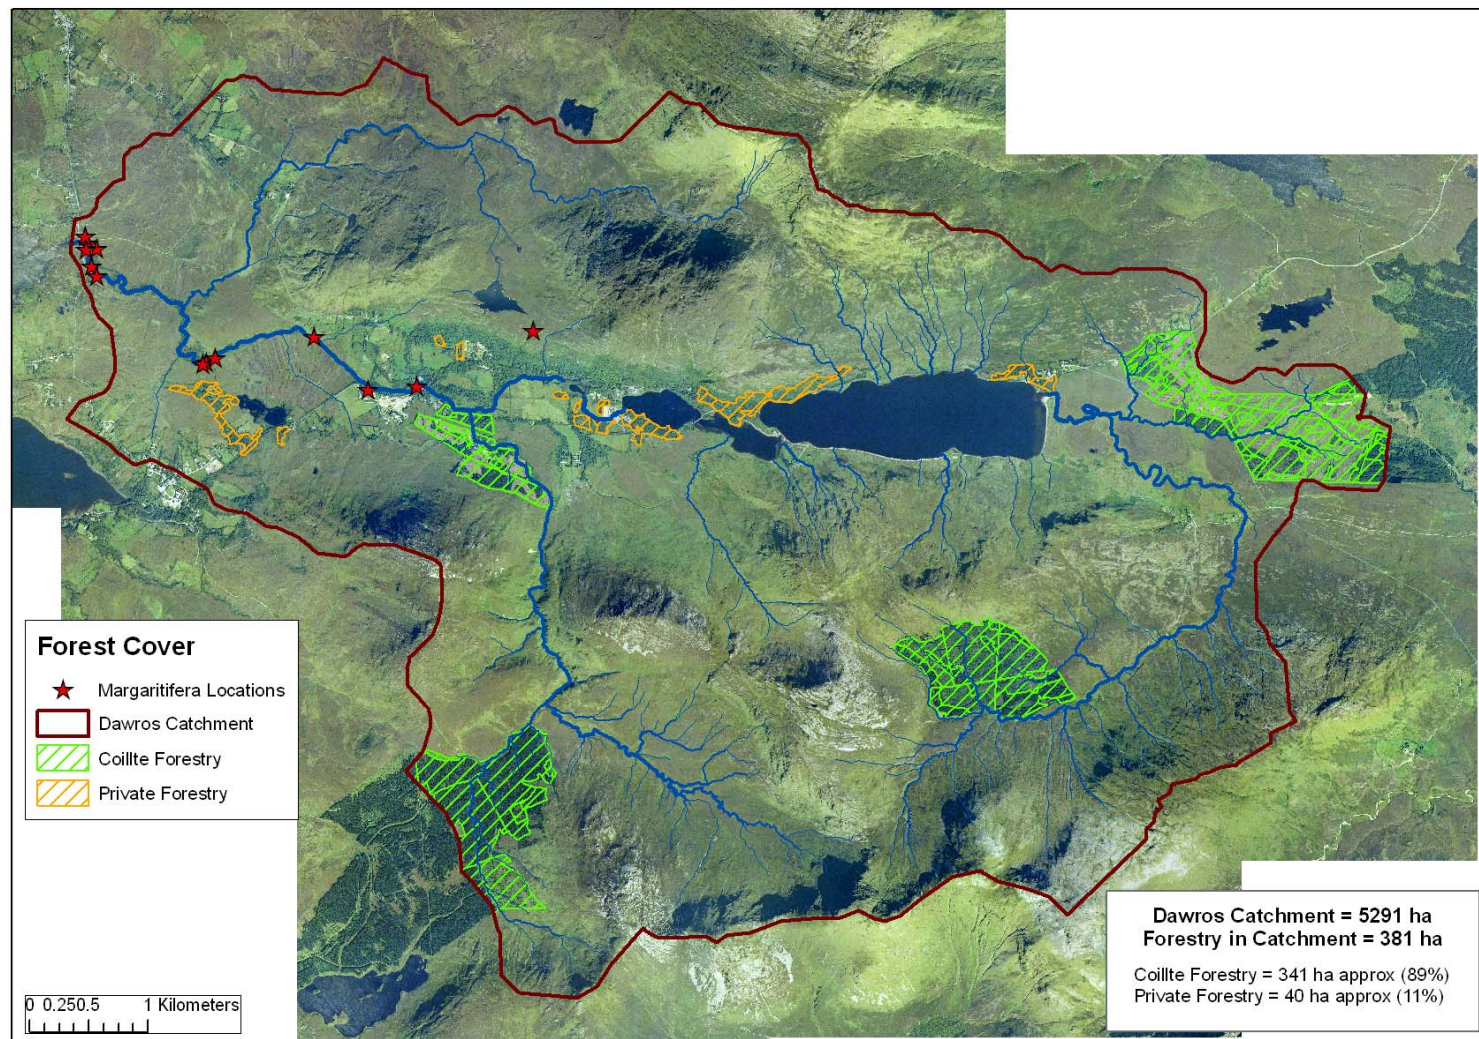 Forest Cover
Margaritifera Locations
Dawros Catchment
Coillte Forestry
Private Forestry
0 0.250.5 1 Kilometers
Dawros Catchment = 5291 ha
Forestry in Catchment = 381 ha
Coillte Forestry = 341 ha approx (89%)
Private Forestry = 40 ha approx (11%)